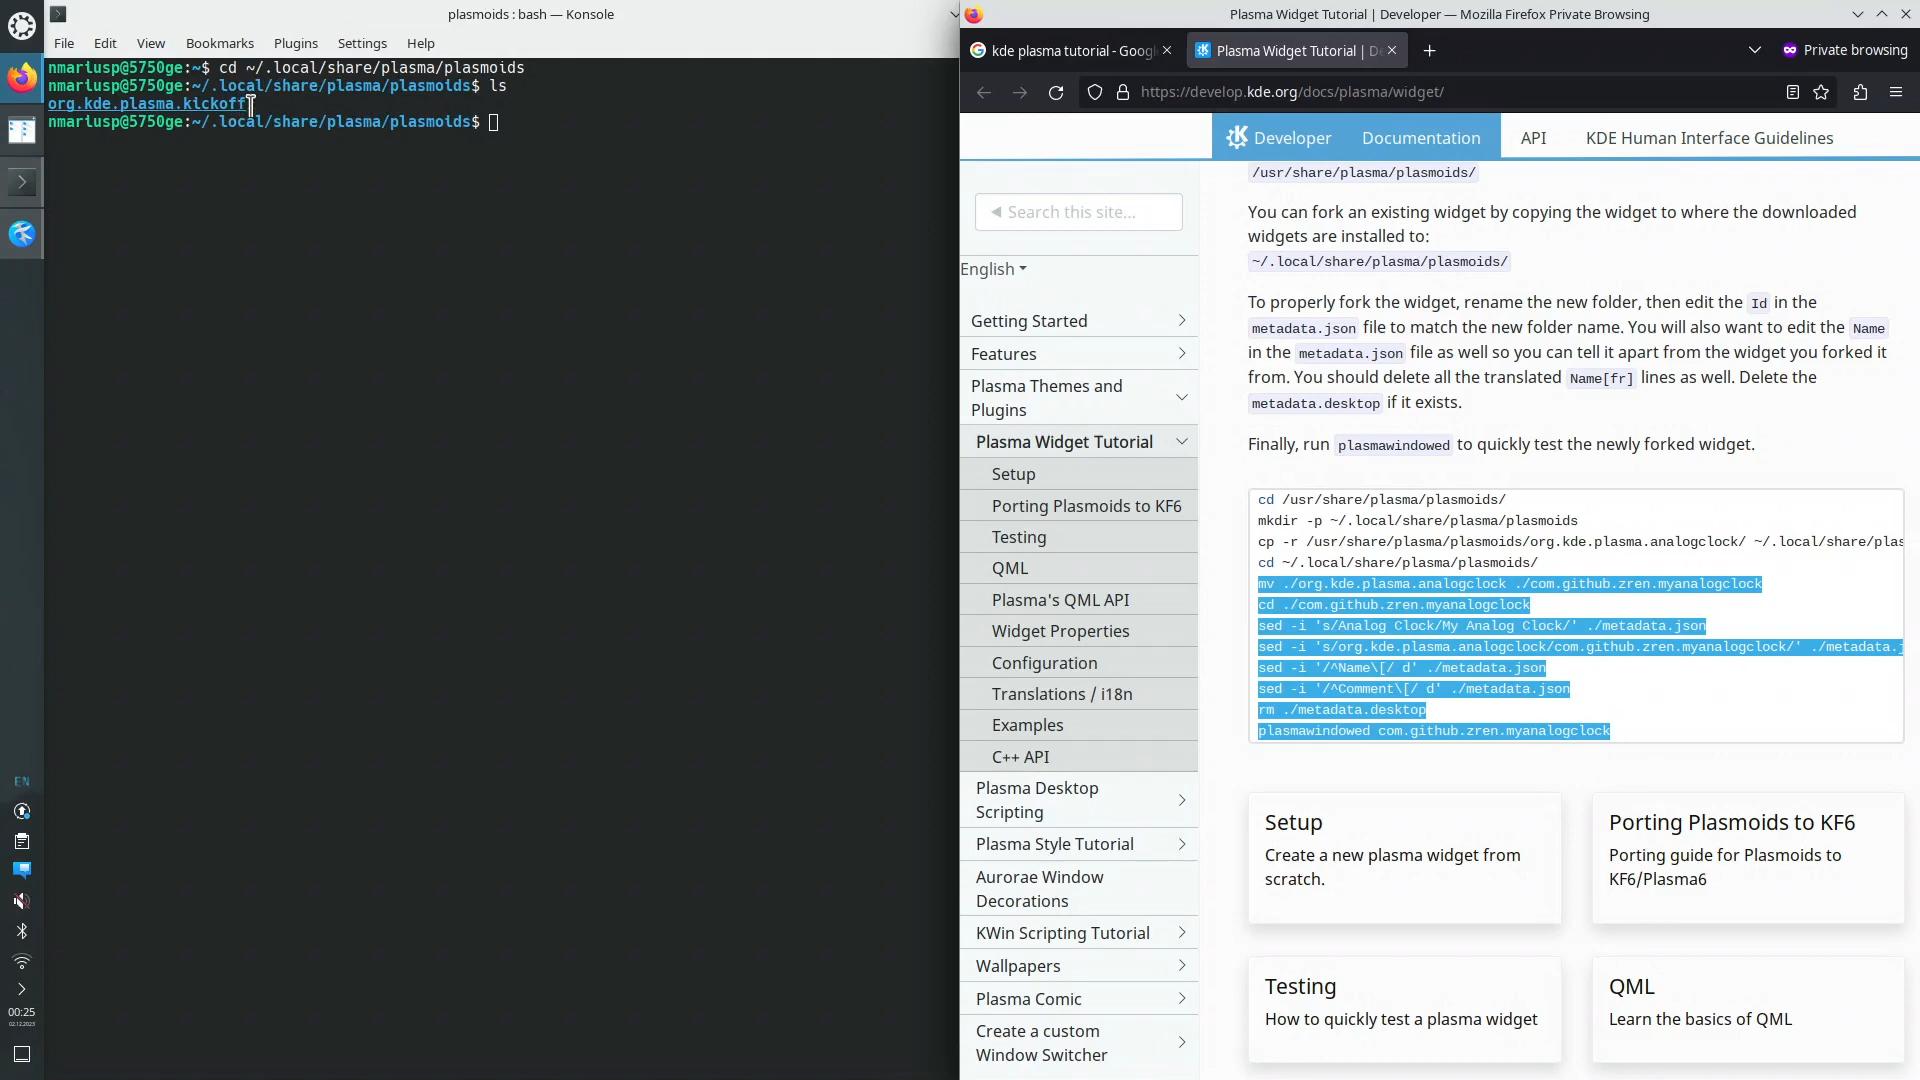 plasmoids : bash — Konsole
File Edit View Bookmarks Plugins Settings Help
nmariusp@5750ge:~$ cd ~/.local/share/plasma/plasmoids
nmariusp@5750ge:~/.local/share/plasma/plasmoids$ ls
org.kde.plasma.kickoff
nmariusp@5750ge:~/.local/share/plasma/plasmoids$
EN
00:25
02.12.2023
Plasma Widget Tutorial | Developer — Mozilla Firefox Private Browsing
kde plasma tutorial - Googl
Plasma Widget Tutorial | De
Private browsing
https://develop.kde.org/docs/plasma/widget/
Developer Documentation API KDE Human Interface Guidelines
Search this site...
English
Getting Started
Features
Plasma Themes and
Plugins
Plasma Widget Tutorial
Setup
Porting Plasmoids to KF6
Testing
QML
Plasma's QML API
Widget Properties
Configuration
Translations / i18n
Examples
C++ API
Plasma Desktop
Scripting
Plasma Style Tutorial
Aurorae Window
Decorations
KWin Scripting Tutorial
Wallpapers
Plasma Comic
Create a custom
Window Switcher
/usr/share/plasma/plasmoids/
You can fork an existing widget by copying the widget to where the downloaded
widgets are installed to:
~/.local/share/plasma/plasmoids/
To properly fork the widget, rename the new folder, then edit the Id in the
metadata.json file to match the new folder name. You will also want to edit the Name
in the metadata.json file as well so you can tell it apart from the widget you forked it
from. You should delete all the translated Name[fr] lines as well. Delete the
metadata.desktop if it exists.
Finally, run plasmawindowed to quickly test the newly forked widget.
cd /usr/share/plasma/plasmoids/
mkdir -p ~/.local/share/plasma/plasmoids
cp -r /usr/share/plasma/plasmoids/org.kde.plasma.analogclock/ ~/.local/share/plas
cd ~/.local/share/plasma/plasmoids/
mv ./org.kde.plasma.analogclock ./com.github.zren.myanalogclock
cd ./com.github.zren.myanalogclock
sed -i 's/Analog Clock/My Analog Clock/' ./metadata.json
sed -i 's/org.kde.plasma.analogclock/com.github.zren.myanalogclock/' ./metadata.j
sed -i '/^Name\[/ d' ./metadata.json
sed -i '/^Comment\[/ d' ./metadata.json
rm ./metadata.desktop
plasmawindowed com.github.zren.myanalogclock
Setup
Create a new plasma widget from
scratch.
Porting Plasmoids to KF6
Porting guide for Plasmoids to
KF6/Plasma6
Testing
How to quickly test a plasma widget
QML
Learn the basics of QML